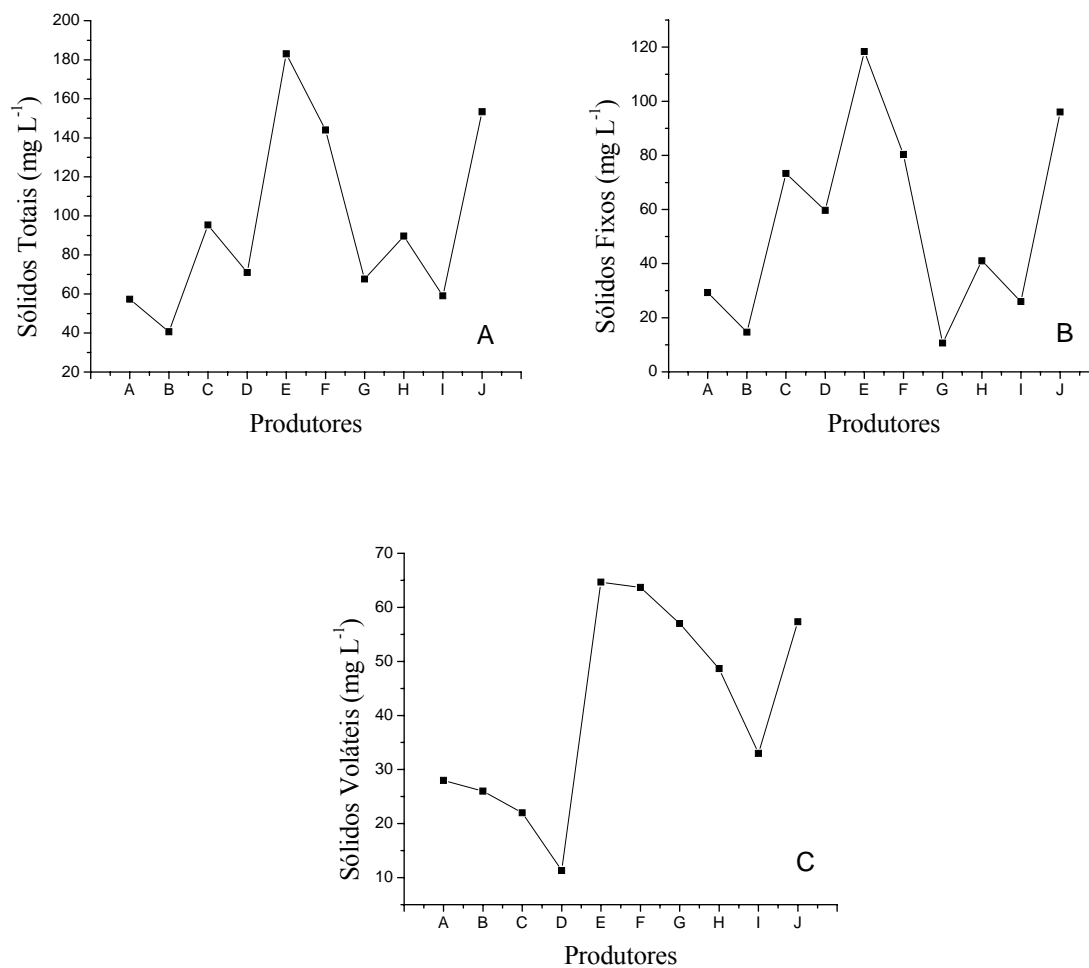 200
180
160
140
120
100
80
60
40
20
Sólidos Totais (mg L⁻¹)
A
A B C D E F G H I J
Produtores
120
100
80
60
40
20
0
Sólidos Fixos (mg L⁻¹)
B
A B C D E F G H I J
Produtores
70
60
50
40
30
20
10
Sólidos Voláteis (mg L⁻¹)
C
A B C D E F G H I J
Produtores